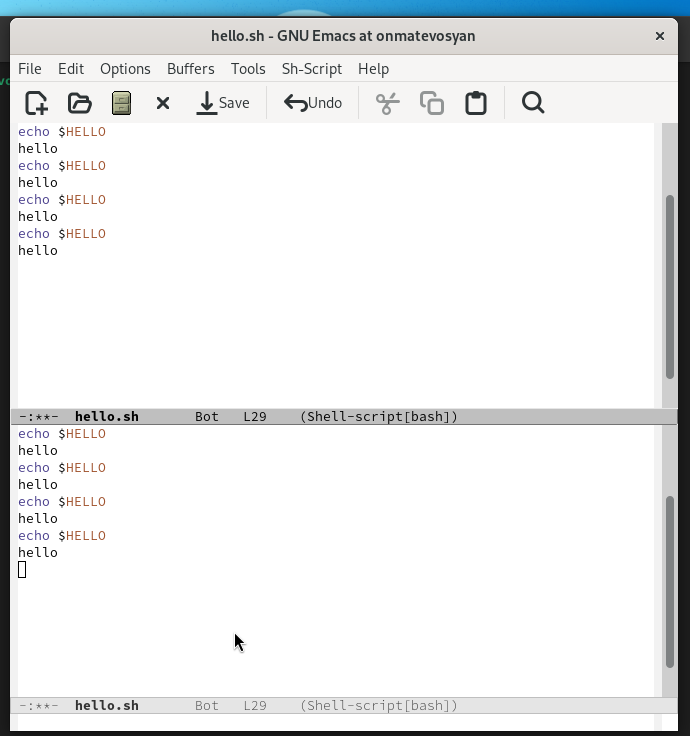 hello.sh - GNU Emacs at onmatevosyan
File Edit Options Buffers Tools Sh-Script Help
Save Undo
echo $HELLO
hello
echo $HELLO
hello
echo $HELLO
hello
echo $HELLO
hello
-:**- hello.sh Bot L29 (Shell-script[bash])
echo $HELLO
hello
echo $HELLO
hello
echo $HELLO
hello
echo $HELLO
hello
-:**- hello.sh Bot L29 (Shell-script[bash])